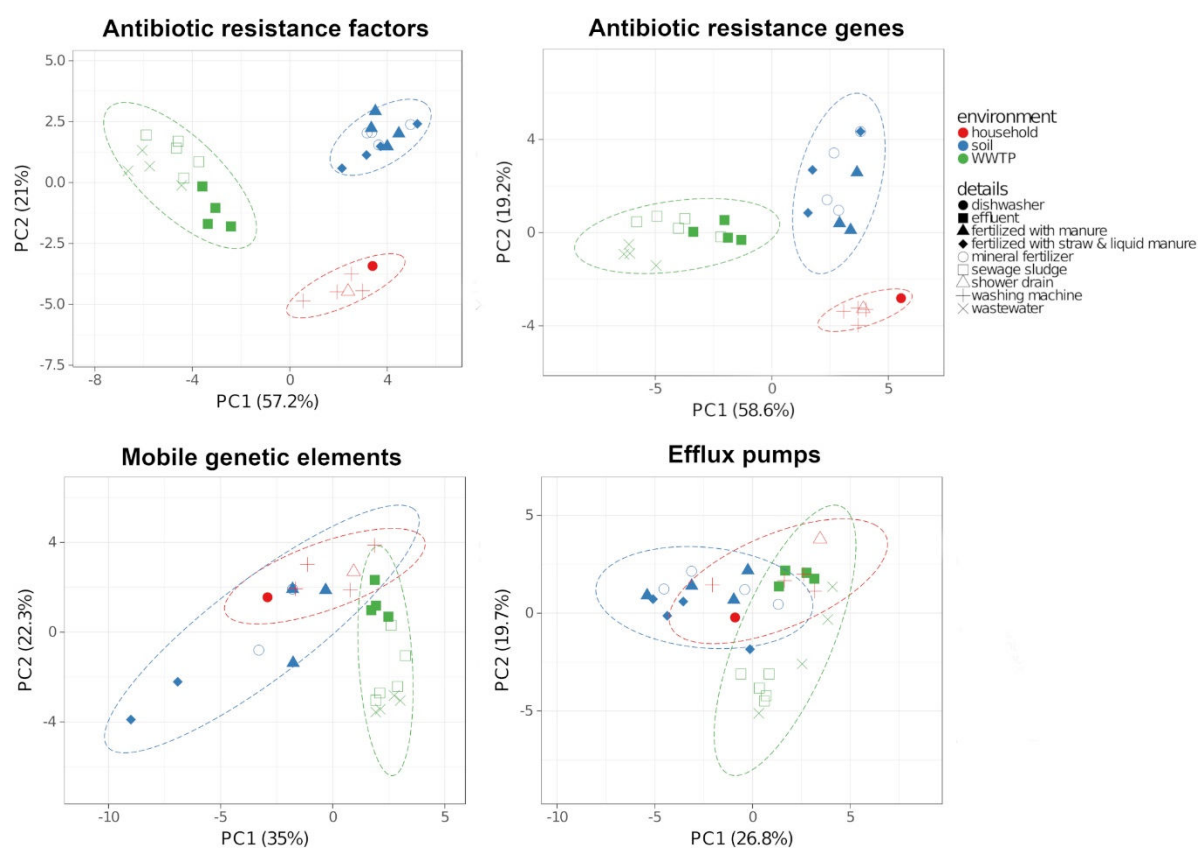 Antibiotic resistance factors
5.0
2.5
0.0
-2.5
-5.0
-7.5
PC2 (21%)
-8
-4
0
4
PC1 (57.2%)
Antibiotic resistance genes
4
0
-4
PC2 (19.2%)
-5
0
5
PC1 (58.6%)
environment
household
soil
WWTP
details
dishwasher
effluent
fertilized with manure
fertilized with straw & liquid manure
mineral fertilizer
sewage sludge
shower drain
washing machine
wastewater
Mobile genetic elements
4
0
-4
PC2 (22.3%)
-10
-5
0
5
PC1 (35%)
Efflux pumps
5
0
-5
PC2 (19.7%)
-10
-5
0
5
PC1 (26.8%)